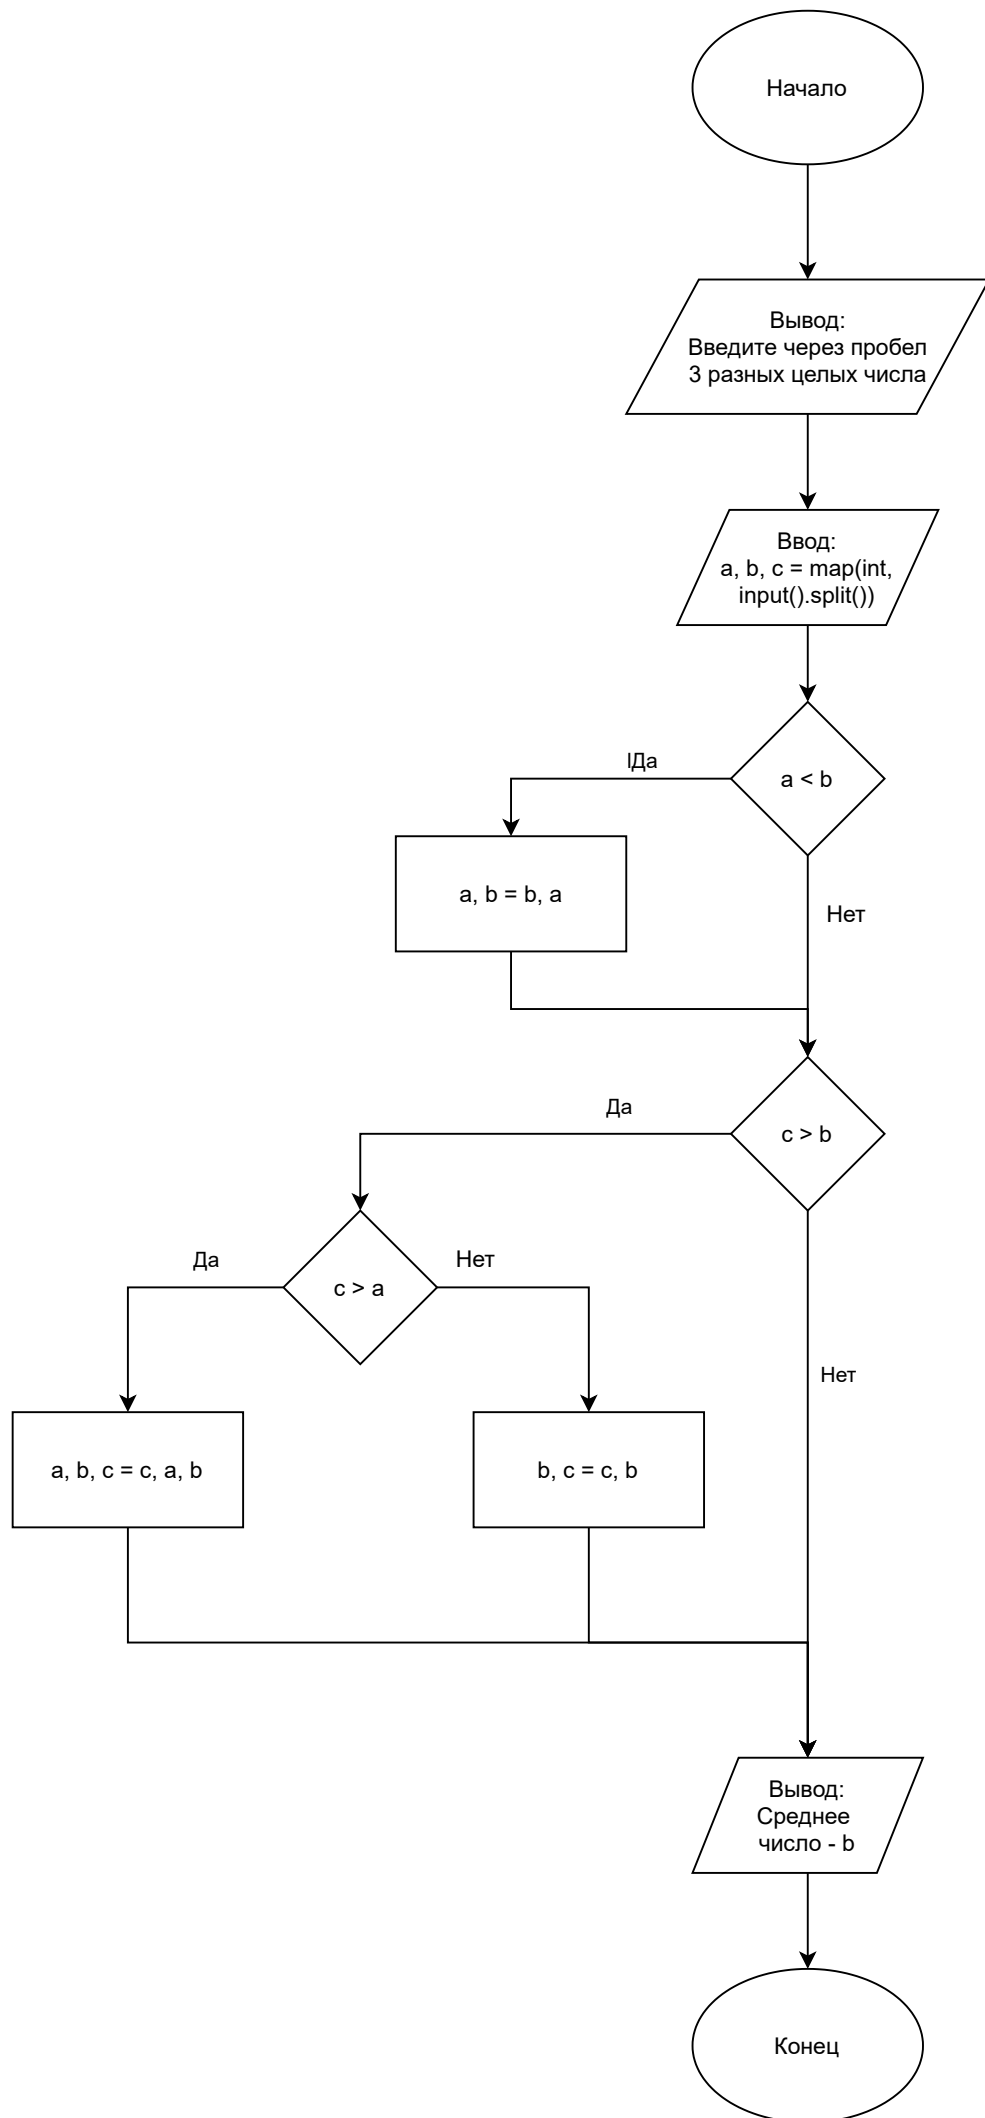 Начало
Вывод:
Введите через пробел
3 разных целых числа
Ввод:
a, b, c = map(int,
input().split())
a < b
lДа
a, b = b, a
Нет
c > b
Да
c > a
Да
Нет
Нет
a, b, c = c, a, b
b, c = c, b
Вывод:
Среднее
число - b
Конец